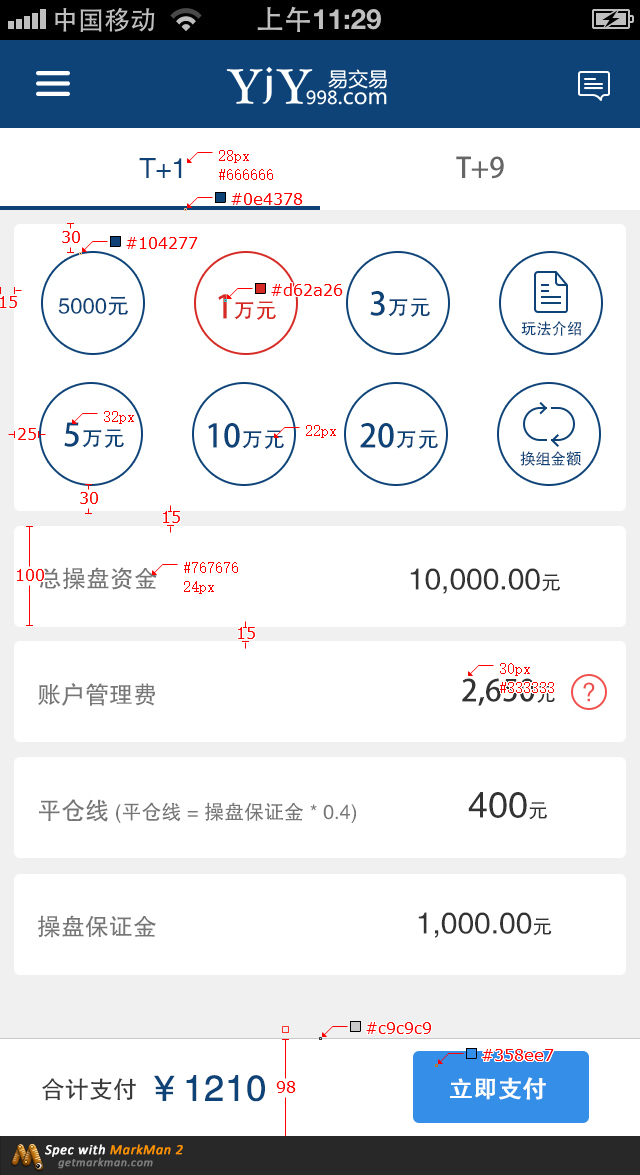 中国移动 上午11:29
YjY 易交易
998.com
T+1 T+9
28px
#666666
#0e4378
30 #104277
15
5000元 1万元 3万元 玩法介绍
#d62a26
25
5万元 10万元 20万元 换组金额
32px
22px
30
15
100
总操盘资金 10,000.00元
#767676
24px
15
账户管理费 2,650元 ?
30px
#333333
平仓线 (平仓线 = 操盘保证金 * 0.4) 400元
操盘保证金 1,000.00元
#c9c9c9
#358ee7
合计支付 ¥ 1210 98 立即支付
Spec with MarkMan 2
getmarkman.com